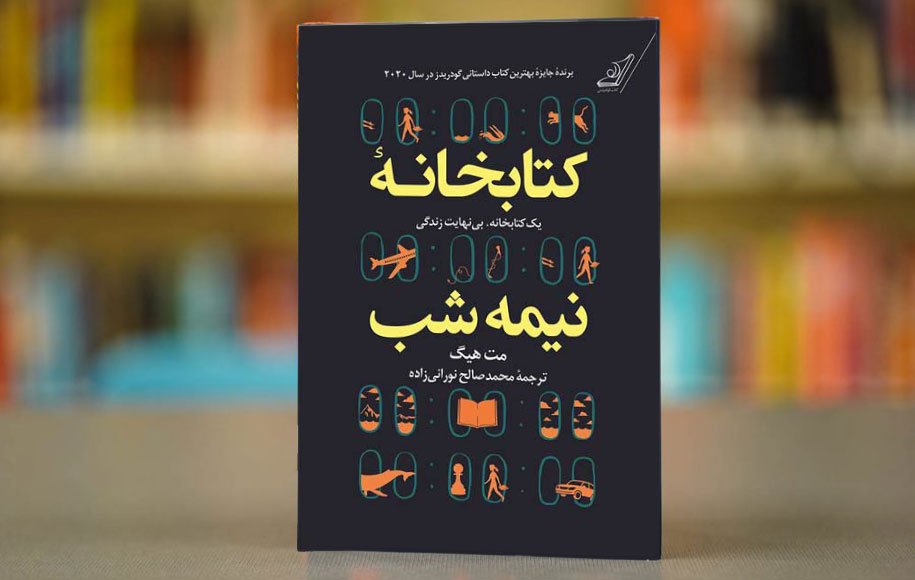 برندهٔ جایزهٔ بهترین کتاب داستانی گودریدز در سال ۲۰۲۰
کتابخانهٔ
یک کتابخانه. بی‌نهایت زندگی
نیمه شب
مت هیگ
ترجمهٔ محمدصالح نورانی‌زاده